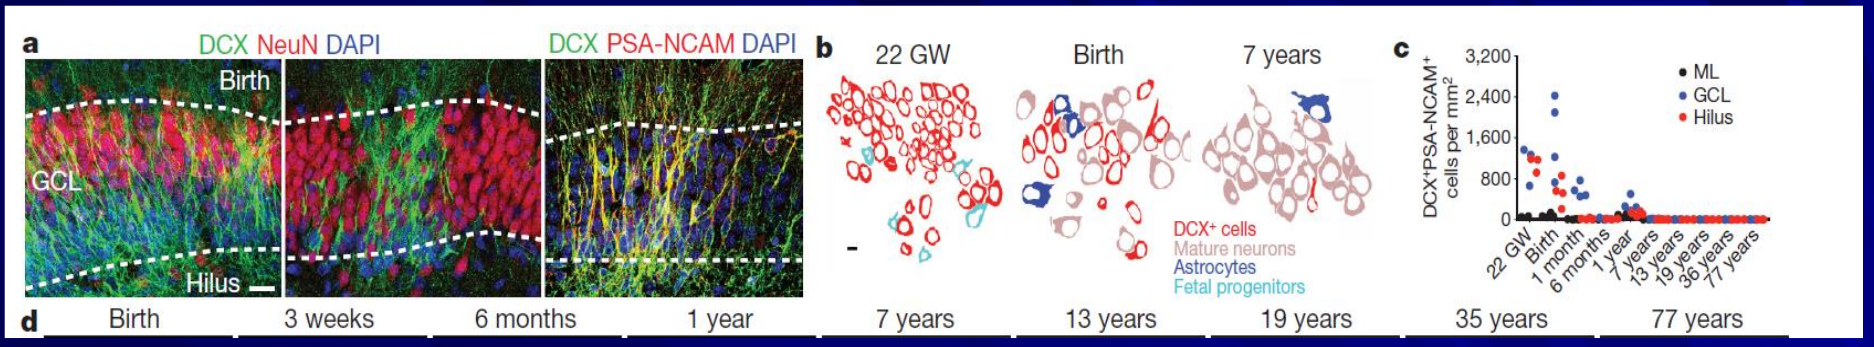 a
DCX NeuN DAPI
Birth
GCL
Hilus
DCX PSA-NCAM DAPI
b
22 GW
Birth
7 years
DCX+ cells
Mature neurons
Astrocytes
Fetal progenitors
c
DCX+PSA-NCAM+
cells per mm2
3,200
2,400
1,600
800
0
ML
GCL
Hilus
22 GW
Birth
1 month
6 months
1 year
7 years
13 years
19 years
36 years
77 years
d
Birth
3 weeks
6 months
1 year
7 years
13 years
19 years
35 years
77 years